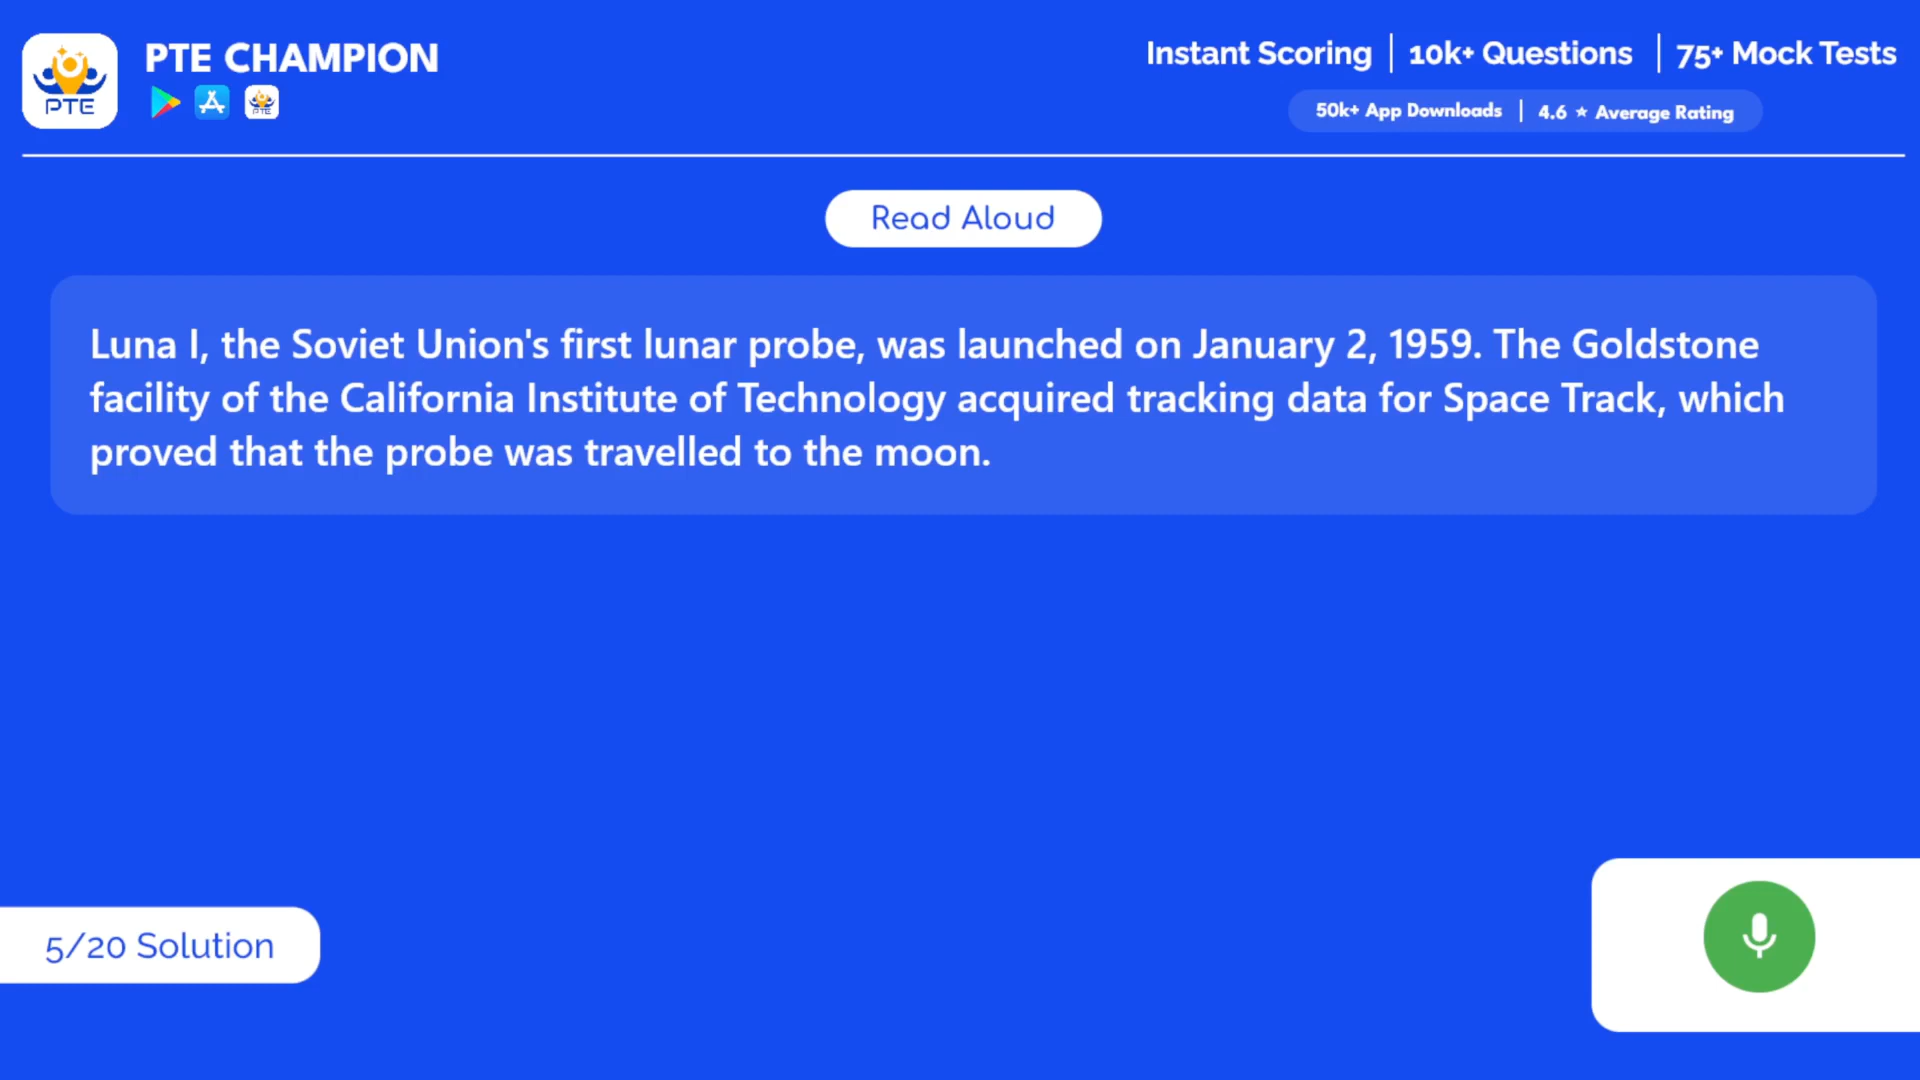 PTE CHAMPION
PTE
PTE
Instant Scoring | 10k+ Questions | 75+ Mock Tests
50k+ App Downloads | 4.6 ★ Average Rating
Read Aloud
Luna I, the Soviet Union's first lunar probe, was launched on January 2, 1959. The Goldstone
facility of the California Institute of Technology acquired tracking data for Space Track, which
proved that the probe was travelled to the moon.
5/20 Solution